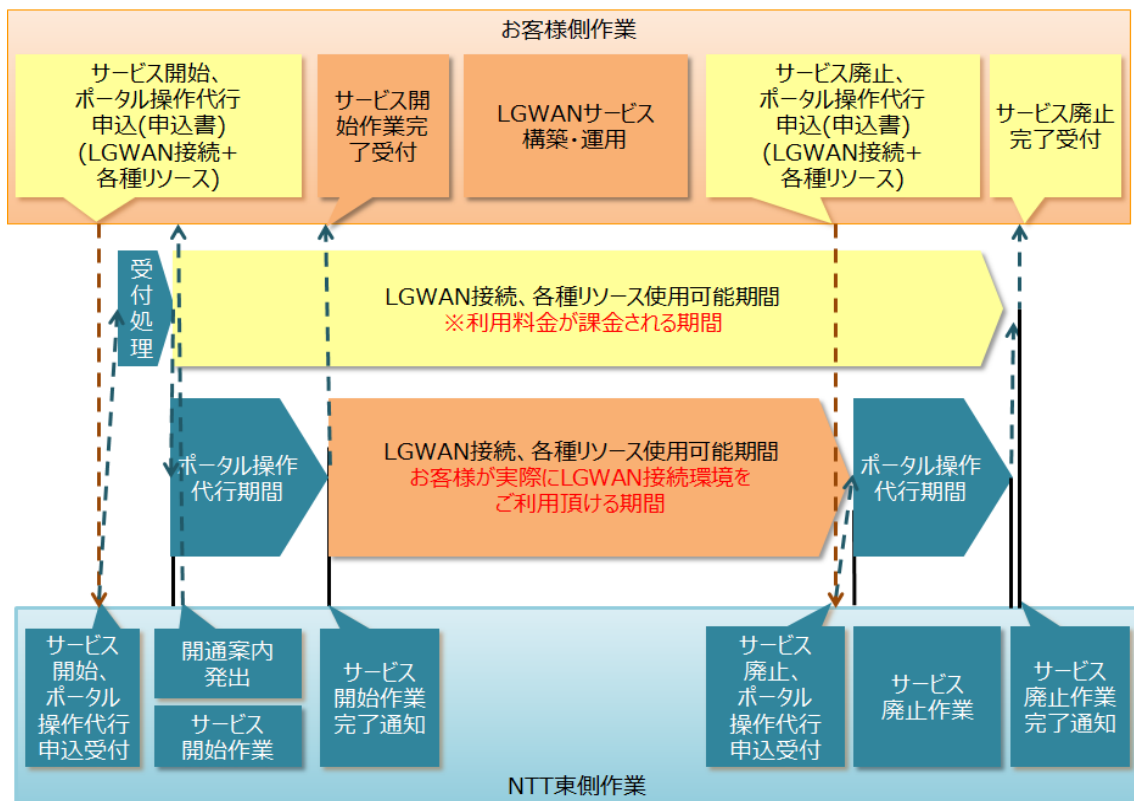 お客様側作業
サービス開始、
ポータル操作代行
申込(申込書)
(LGWAN接続+
各種リソース)
サービス開
始作業完
了受付
LGWANサービス
構築・運用
サービス廃止、
ポータル操作代行
申込(申込書)
(LGWAN接続+
各種リソース)
サービス廃止
完了受付
受
付
処
理
LGWAN接続、各種リソース使用可能期間
※利用料金が課金される期間
ポータル操作
代行期間
LGWAN接続、各種リソース使用可能期間
お客様が実際にLGWAN接続環境を
ご利用頂ける期間
ポータル操作
代行期間
サービス
開始、
ポータル
操作代行
申込受付
開通案内
発出
サービス
開始作業
サービス
開始作業
完了通知
サービス
廃止、
ポータル
操作代行
申込受付
サービス
廃止作業
サービス
廃止作業
完了通知
NTT東側作業